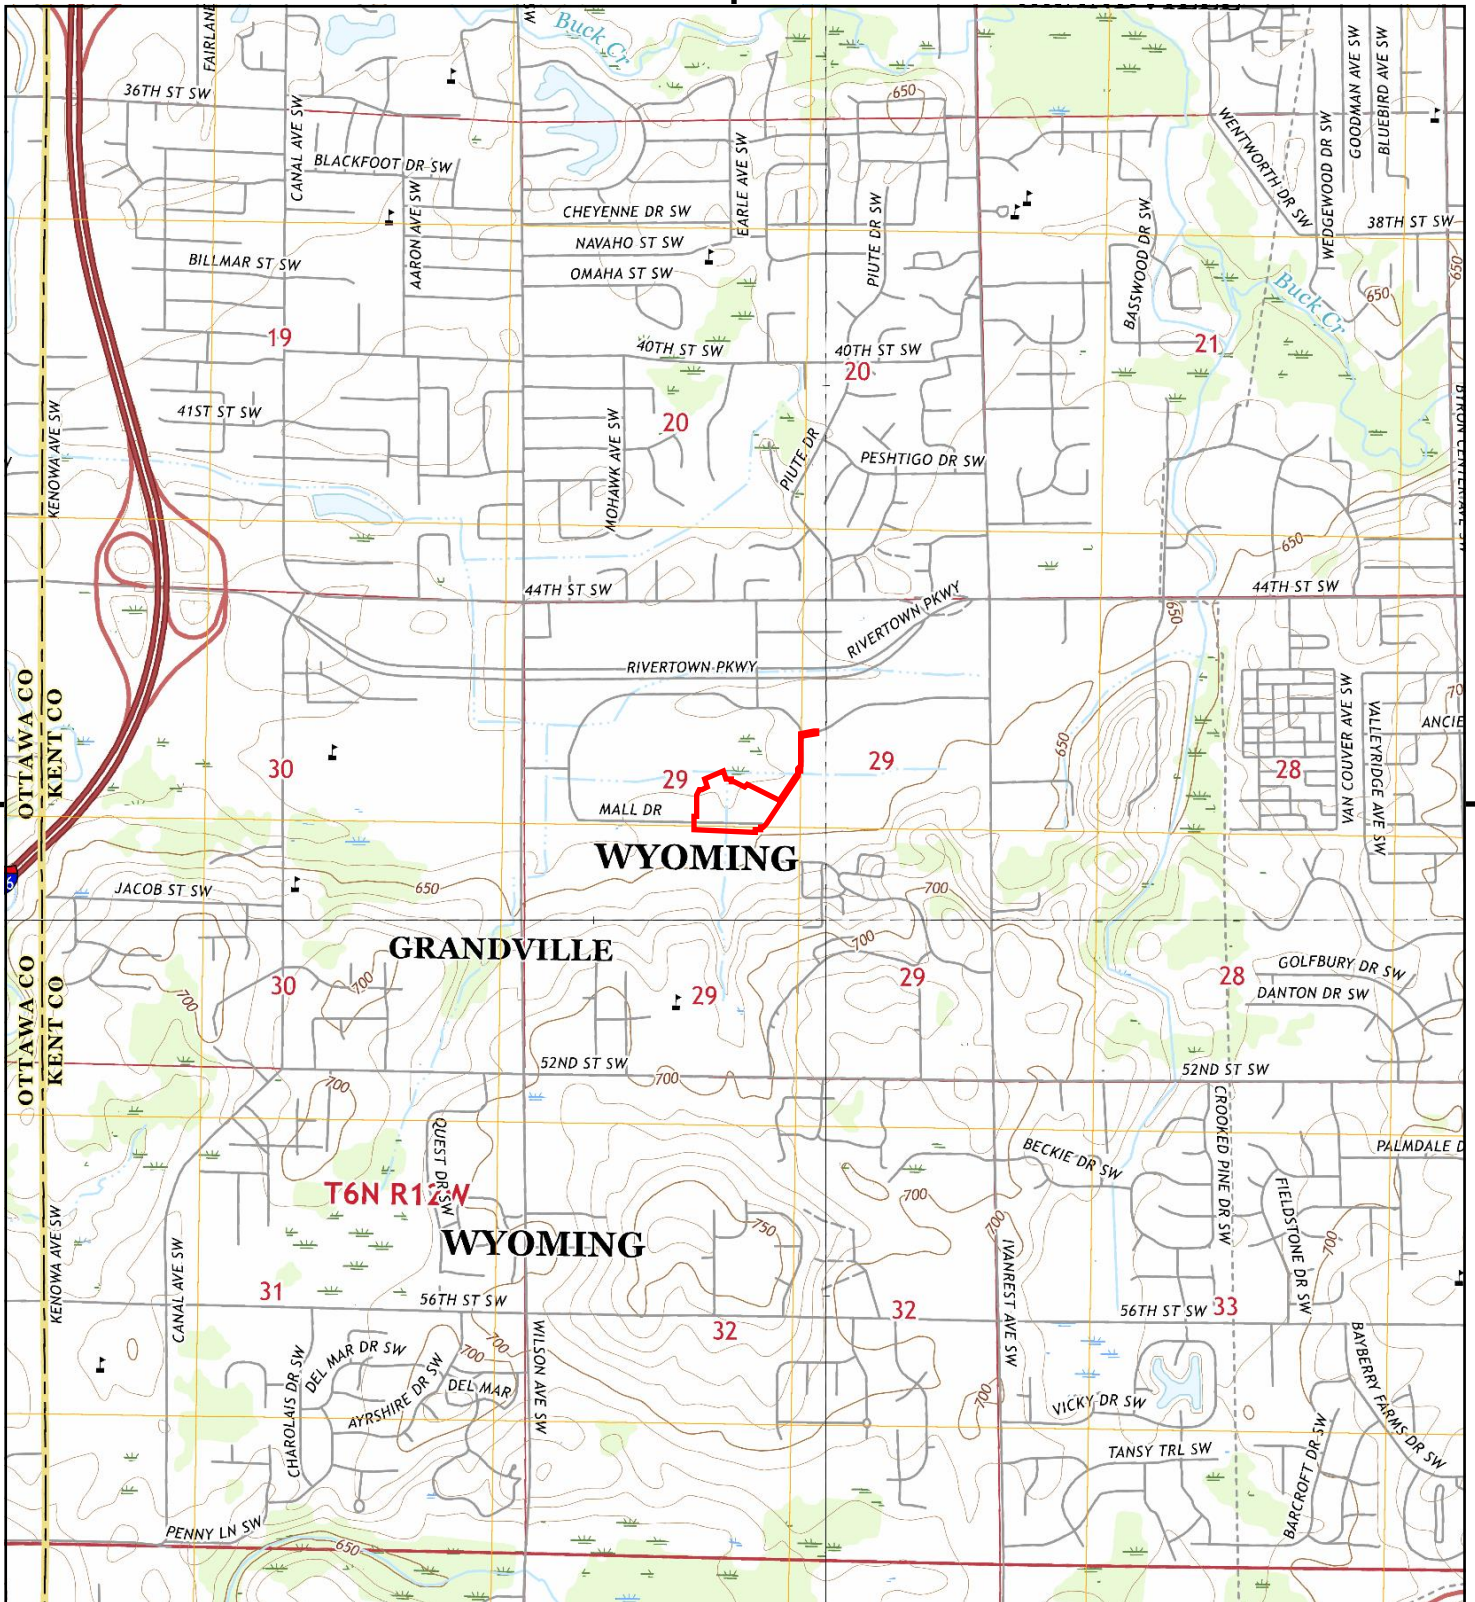 Buck Cr
FAIRLANE
SW
GOODMAN AVE SW
BLUEBIRD AVE SW
36TH ST SW
650
CANAL AVE SW
BLACKFOOT DR SW
AARON AVE SW
EARLE AVE SW
WENTWORTH DR SW
WEDGEWOOD DR SW
CHEYENNE DR SW
PIUTE DR SW
BASSWOOD DR SW
38TH ST SW
NAVAHO ST SW
BILLMAR ST SW
OMAHA ST SW
650
Buck Cr
650
19
40TH ST SW
40TH ST SW
21
20
KENOWA AVE SW
41ST ST SW
MOHAWK AVE SW
20
PIUTE DR
PESHTIGO DR SW
650
44TH ST SW
44TH ST SW
RIVERTOWN PKWY
650
RIVERTOWN PKWY
OTTAWA CO
KENT CO
VAN COUVER AVE SW
VALLEYRIDGE AVE SW
70
ANCIE
650
30
29
29
28
MALL DR
WYOMING
6
JACOB ST SW
650
700
GRANDVILLE
700
OTTAWA CO
KENT CO
700
30
700
29
29
28
GOLFBURY DR SW
DANTON DR SW
52ND ST SW
52ND ST SW
700
700
QUEST DR SW
CROOKED PINE DR SW
BECKIE DR SW
PALMDALE D
T6N R12W
700
FIELDSTONE DR SW
KENOWA AVE SW
CANAL AVE SW
WYOMING
750
700
IVANREST AVE SW
700
31
56TH ST SW
32
32
56TH ST SW
33
WILSON AVE SW
BAYBERRY FARMS DR SW
CHAROLAIS DR SW
DEL MAR DR SW
700
700
AYRSHIRE DR SW
DEL MAR
700
VICKY DR SW
BARCROFT DR SW
TANSY TRL SW
PENNY LN SW
650